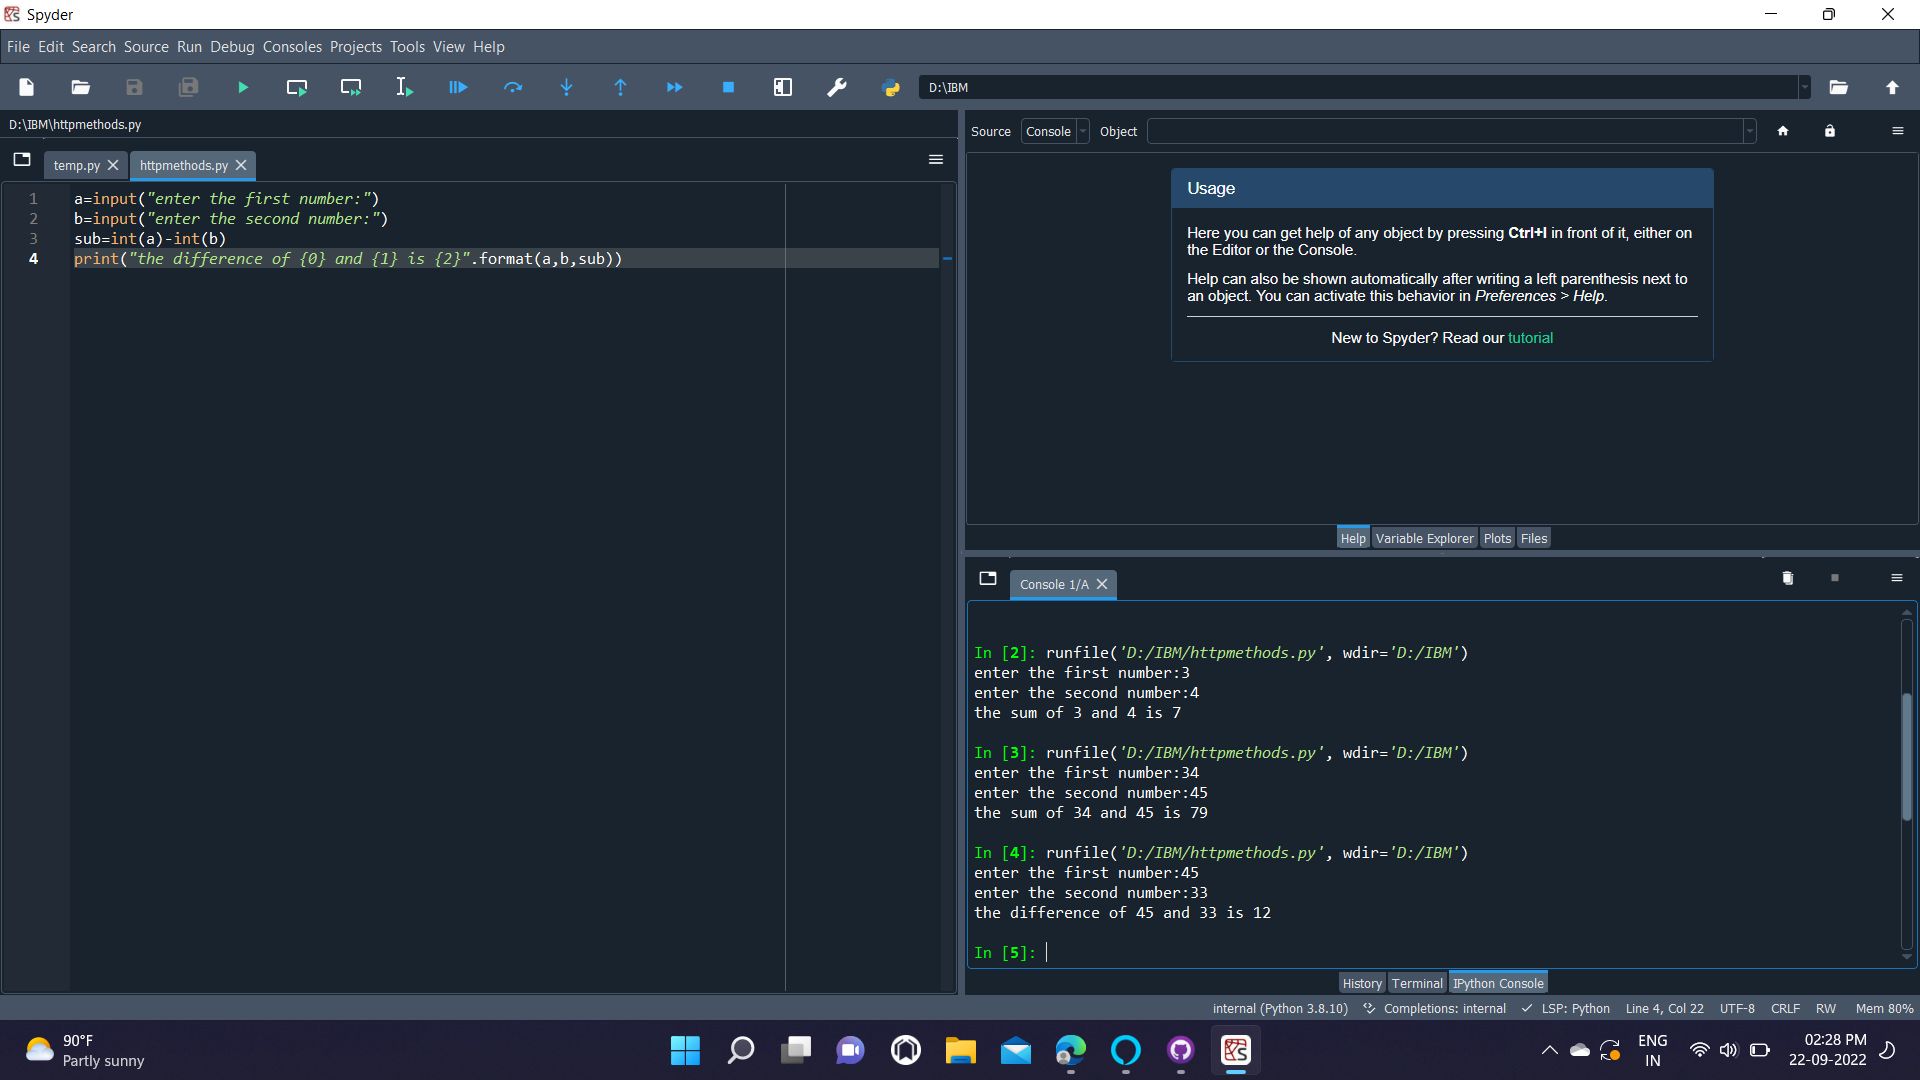 Spyder
File Edit Search Source Run Debug Consoles Projects Tools View Help
D:\IBM
D:\IBM\httpmethods.py
temp.py
httpmethods.py
1 a=input("enter the first number:")
2 b=input("enter the second number:")
3 sub=int(a)-int(b)
4 print("the difference of {0} and {1} is {2}".format(a,b,sub))
Source Console Object
Usage
Here you can get help of any object by pressing Ctrl+I in front of it, either on
the Editor or the Console.
Help can also be shown automatically after writing a left parenthesis next to
an object. You can activate this behavior in Preferences > Help.
New to Spyder? Read our tutorial
Help Variable Explorer Plots Files
Console 1/A
In [2]: runfile('D:/IBM/httpmethods.py', wdir='D:/IBM')
enter the first number:3
enter the second number:4
the sum of 3 and 4 is 7
In [3]: runfile('D:/IBM/httpmethods.py', wdir='D:/IBM')
enter the first number:34
enter the second number:45
the sum of 34 and 45 is 79
In [4]: runfile('D:/IBM/httpmethods.py', wdir='D:/IBM')
enter the first number:45
enter the second number:33
the difference of 45 and 33 is 12
In [5]:
History Terminal IPython Console
internal (Python 3.8.10) Completions: internal LSP: Python Line 4, Col 22 UTF-8 CRLF RW Mem 80%
90°F
Partly sunny
ENG
IN
02:28 PM
22-09-2022